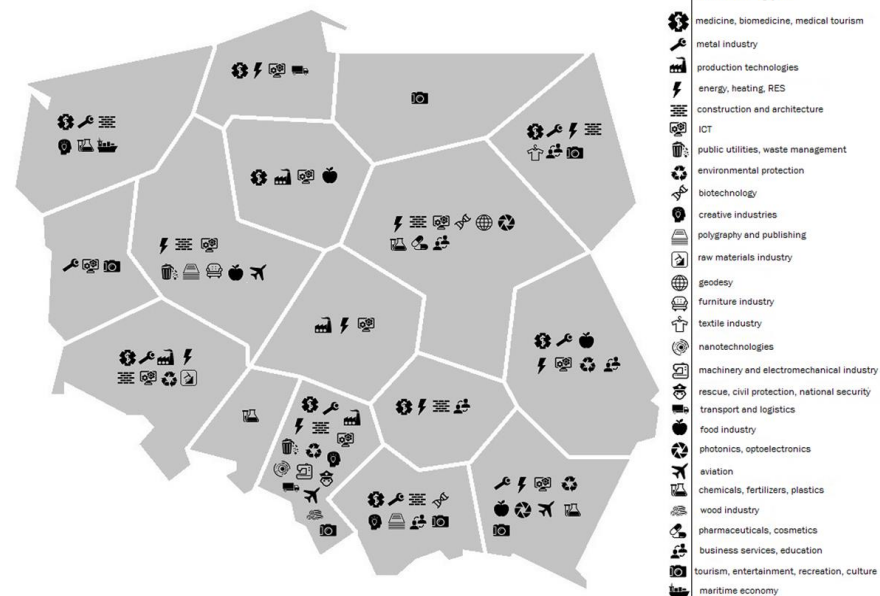 medicine, biomedicine, medical tourism
metal industry
production technologies
energy, heating, RES
construction and architecture
ICT
public utilities, waste management
environmental protection
biotechnology
creative industries
polygraphy and publishing
raw materials industry
geodesy
furniture industry
textile industry
nanotechnologies
machinery and electromechanical industry
rescue, civil protection, national security
transport and logistics
food industry
photonics, optoelectronics
aviation
chemicals, fertilizers, plastics
wood industry
pharmaceuticals, cosmetics
business services, education
tourism, entertainment, recreation, culture
maritime economy